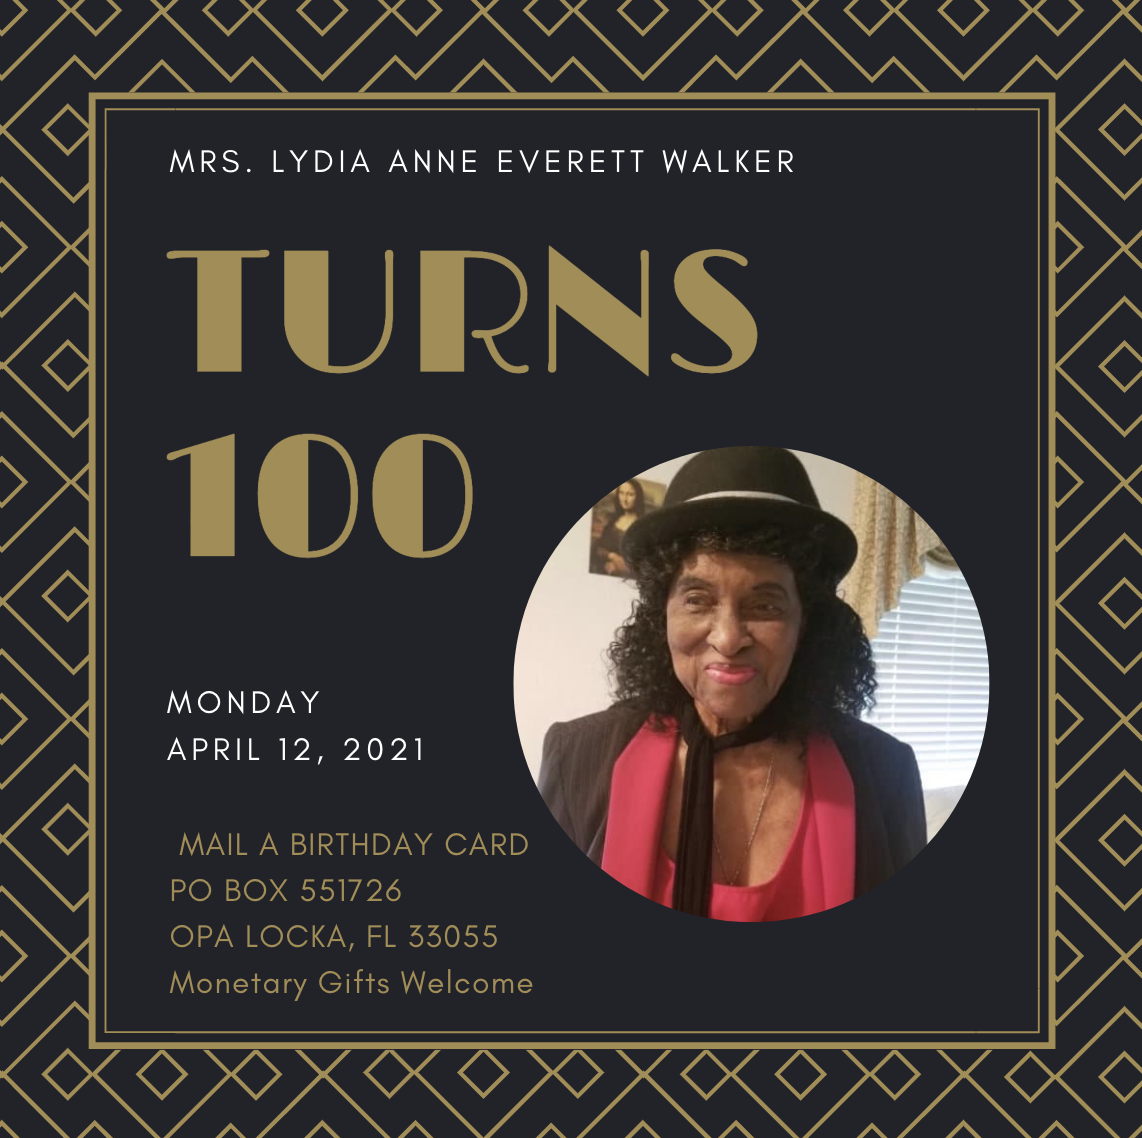 MRS. LYDIA ANNE EVERETT WALKER
TURNS
100
MONDAY
APRIL 12, 2021
MAIL A BIRTHDAY CARD
PO BOX 551726
OPA LOCKA, FL 33055
Monetary Gifts Welcome